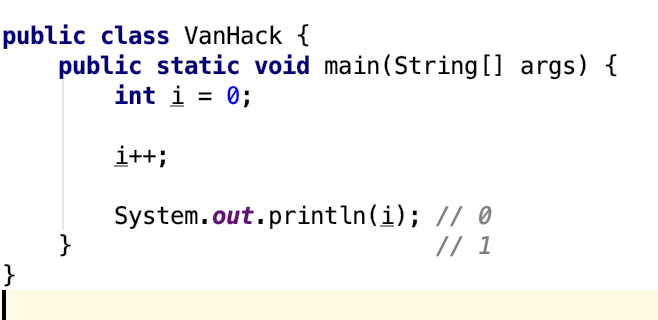 public class VanHack {
    public static void main(String[] args) {
        int i = 0;
        i++;
        System.out.println(i); // 0
    }                          // 1
}